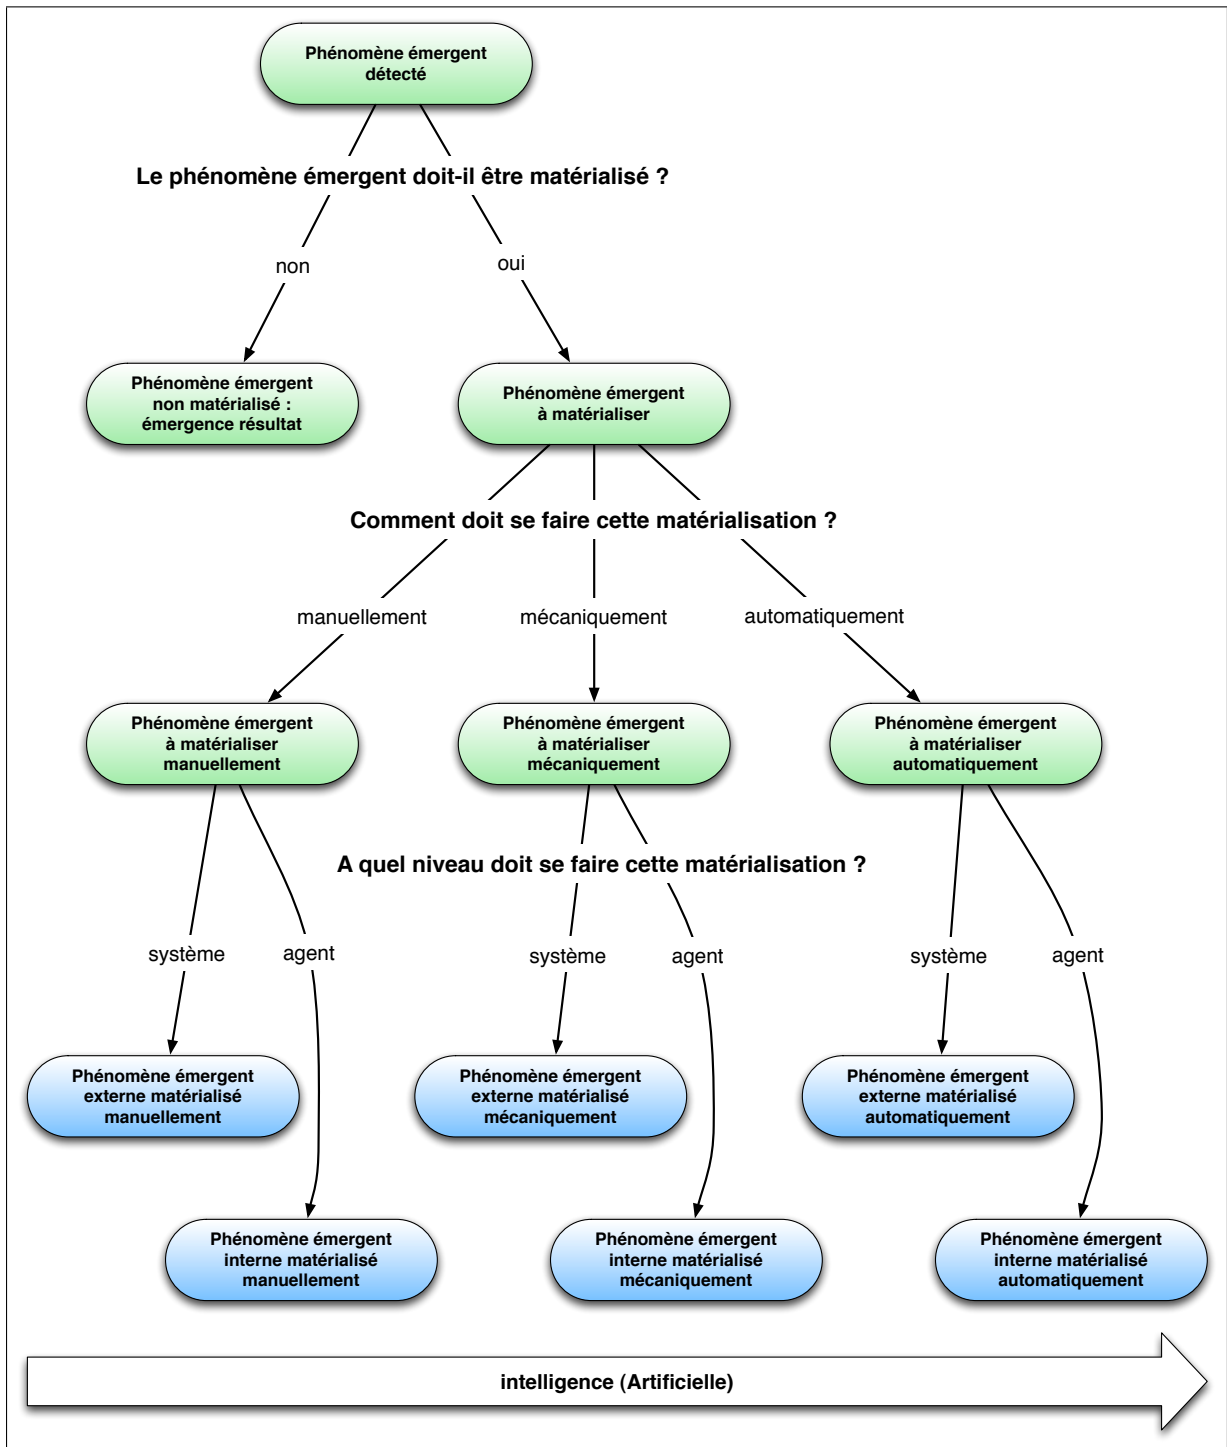 Phénomène émergent
détecté
Le phénomène émergent doit-il être matérialisé ?
non
oui
Phénomène émergent
non matérialisé :
émergence résultat
Phénomène émergent
à matérialiser
Comment doit se faire cette matérialisation ?
manuellement
mécaniquement
automatiquement
Phénomène émergent
à matérialiser
manuellement
Phénomène émergent
à matérialiser
mécaniquement
Phénomène émergent
à matérialiser
automatiquement
A quel niveau doit se faire cette matérialisation ?
système
agent
système
agent
système
agent
Phénomène émergent
externe matérialisé
manuellement
Phénomène émergent
externe matérialisé
mécaniquement
Phénomène émergent
externe matérialisé
automatiquement
Phénomène émergent
interne matérialisé
manuellement
Phénomène émergent
interne matérialisé
mécaniquement
Phénomène émergent
interne matérialisé
automatiquement
intelligence (Artificielle)